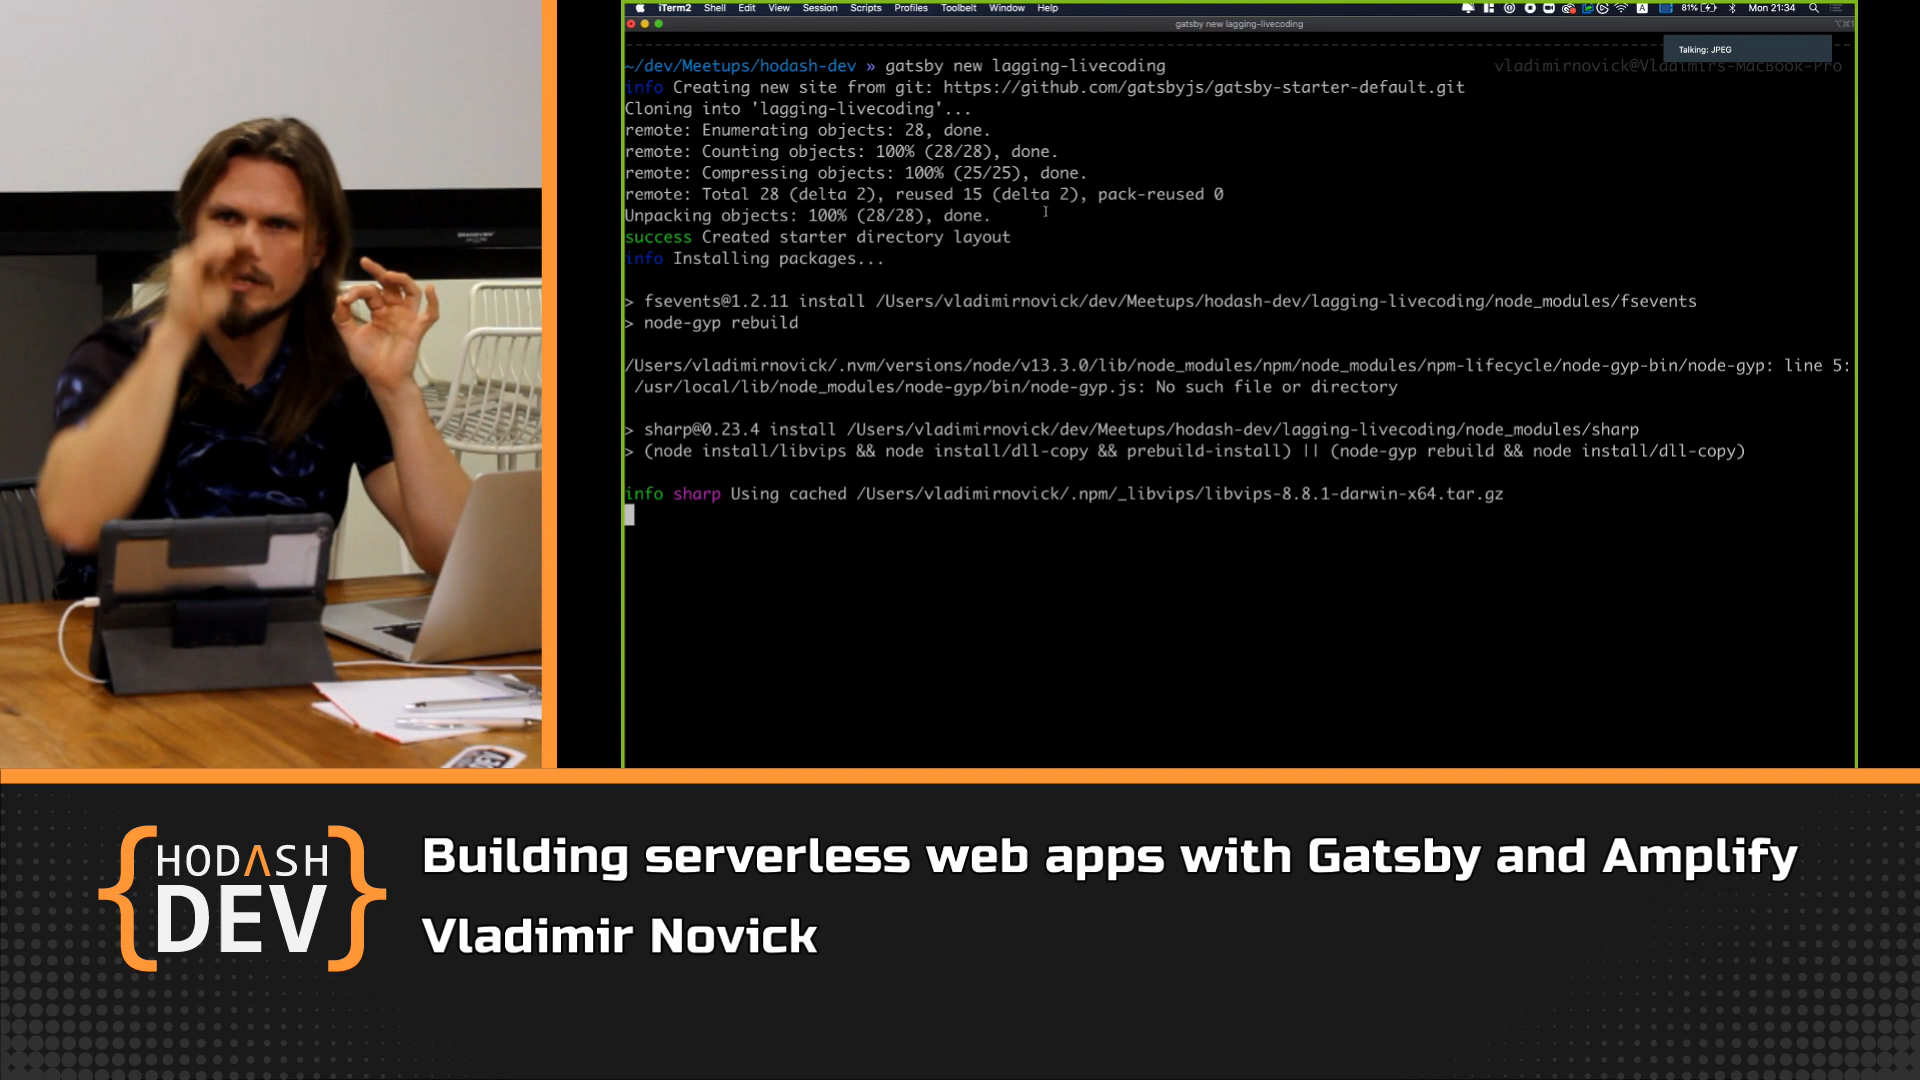 iTerm2 Shell Edit View Session Scripts Profiles Toolbelt Window Help
81% Mon 21:34
gatsby new lagging-livecoding
Talking: JPEG
~/dev/Meetups/hodash-dev » gatsby new lagging-livecoding
vladimirnovick@Vladimirs-MacBook-Pro
info Creating new site from git: https://github.com/gatsbyjs/gatsby-starter-default.git
Cloning into 'lagging-livecoding'...
remote: Enumerating objects: 28, done.
remote: Counting objects: 100% (28/28), done.
remote: Compressing objects: 100% (25/25), done.
remote: Total 28 (delta 2), reused 15 (delta 2), pack-reused 0
Unpacking objects: 100% (28/28), done.
success Created starter directory layout
info Installing packages...
> fsevents@1.2.11 install /Users/vladimirnovick/dev/Meetups/hodash-dev/lagging-livecoding/node_modules/fsevents
> node-gyp rebuild
/Users/vladimirnovick/.nvm/versions/node/v13.3.0/lib/node_modules/npm/node_modules/npm-lifecycle/node-gyp-bin/node-gyp: line 5:
/usr/local/lib/node_modules/node-gyp/bin/node-gyp.js: No such file or directory
> sharp@0.23.4 install /Users/vladimirnovick/dev/Meetups/hodash-dev/lagging-livecoding/node_modules/sharp
> (node install/libvips && node install/dll-copy && prebuild-install) || (node-gyp rebuild && node install/dll-copy)
info sharp Using cached /Users/vladimirnovick/.npm/_libvips/libvips-8.8.1-darwin-x64.tar.gz
{HODASH
DEV}
Building serverless web apps with Gatsby and Amplify
Vladimir Novick